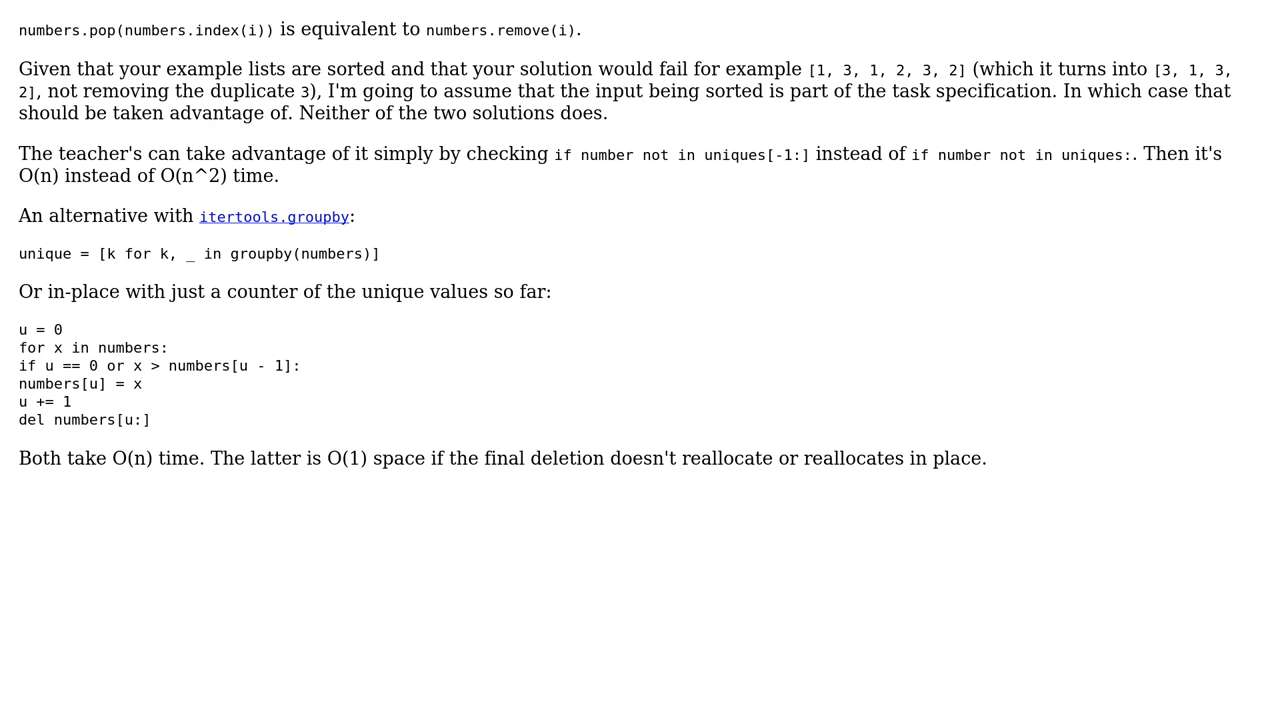 numbers.pop(numbers.index(i)) is equivalent to numbers.remove(i).
Given that your example lists are sorted and that your solution would fail for example [1, 3, 1, 2, 3, 2] (which it turns into [3, 1, 3,
2], not removing the duplicate 3), I'm going to assume that the input being sorted is part of the task specification. In which case that
should be taken advantage of. Neither of the two solutions does.
The teacher's can take advantage of it simply by checking if number not in uniques[-1:] instead of if number not in uniques:. Then it's
O(n) instead of O(n^2) time.
An alternative with itertools.groupby:
unique = [k for k, _ in groupby(numbers)]
Or in-place with just a counter of the unique values so far:
u = 0
for x in numbers:
if u == 0 or x > numbers[u - 1]:
numbers[u] = x
u += 1
del numbers[u:]
Both take O(n) time. The latter is O(1) space if the final deletion doesn't reallocate or reallocates in place.